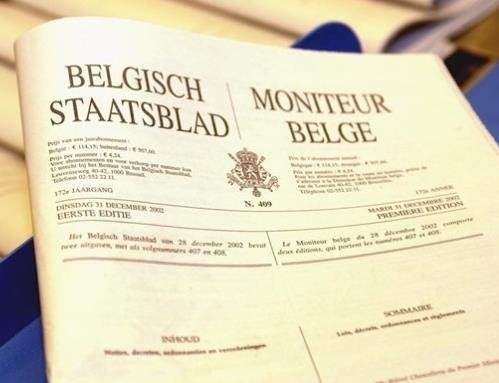 BELGISCH
STAATSBLAD
MONITEUR
BELGE
Prijs van een jaarabonnement :
België : € 114,15; buitenland : € 507,60.
Prijs per nummer : € 4,24.
Voor abonnementen en voor verkoop per nummer kan
U terecht bij het Bestuur van het Belgisch Staatsblad,
Leuvenseweg 40-42, 1000 Brussel.
Telefoon 02-552 22 11.
Prix de l'abonnement annuel :
Belgique : € 114,15; étranger : € 507,60.
Prix par numéro : € 4,24.
Pour les abonnements et la vente au numéro, prière de
s'adresser à la Direction du Moniteur belge,
rue de Louvain 40-42, 1000 Bruxelles.
Téléphone 02-552 22 11.
172e JAARGANG
N. 409
172e ANNEE
DINSDAG 31 DECEMBER 2002
EERSTE EDITIE
MARDI 31 DECEMBRE 2002
PREMIERE EDITION
Het Belgisch Staatsblad van 28 december 2002 bevat
twee uitgaven, met als volgnummers 407 en 408.
Le Moniteur belge du 28 décembre 2002 comporte
deux éditions, qui portent les numéros 407 et 408.
INHOUD
Wetten, decreten, ordonnanties en verordeningen
SOMMAIRE
Lois, décrets, ordonnances et règlements
Chancellerie du Premier